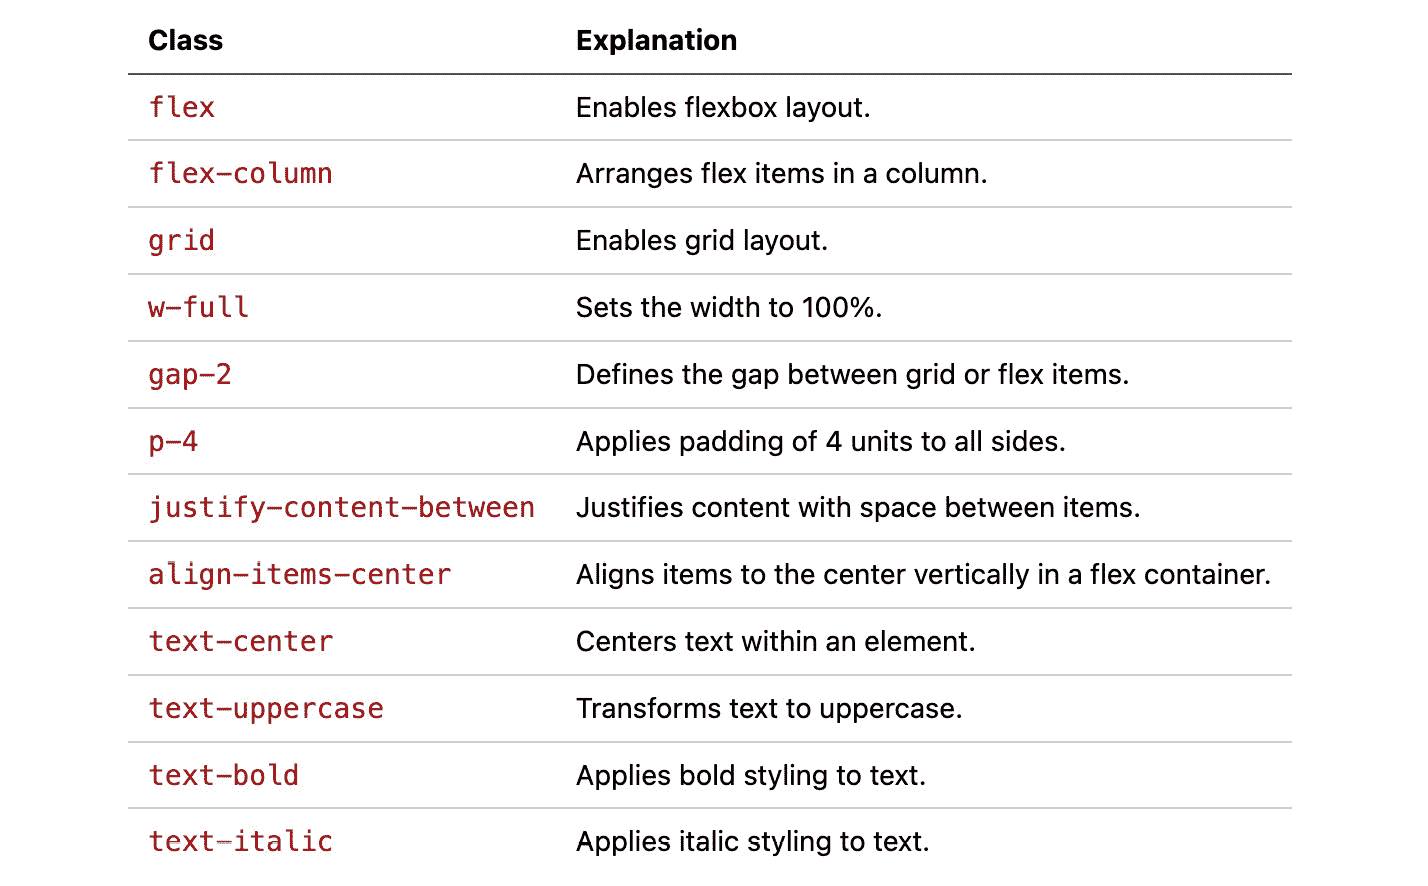 Class Explanation
flex Enables flexbox layout.
flex-column Arranges flex items in a column.
grid Enables grid layout.
w-full Sets the width to 100%.
gap-2 Defines the gap between grid or flex items.
p-4 Applies padding of 4 units to all sides.
justify-content-between Justifies content with space between items.
align-items-center Aligns items to the center vertically in a flex container.
text-center Centers text within an element.
text-uppercase Transforms text to uppercase.
text-bold Applies bold styling to text.
text-italic Applies italic styling to text.